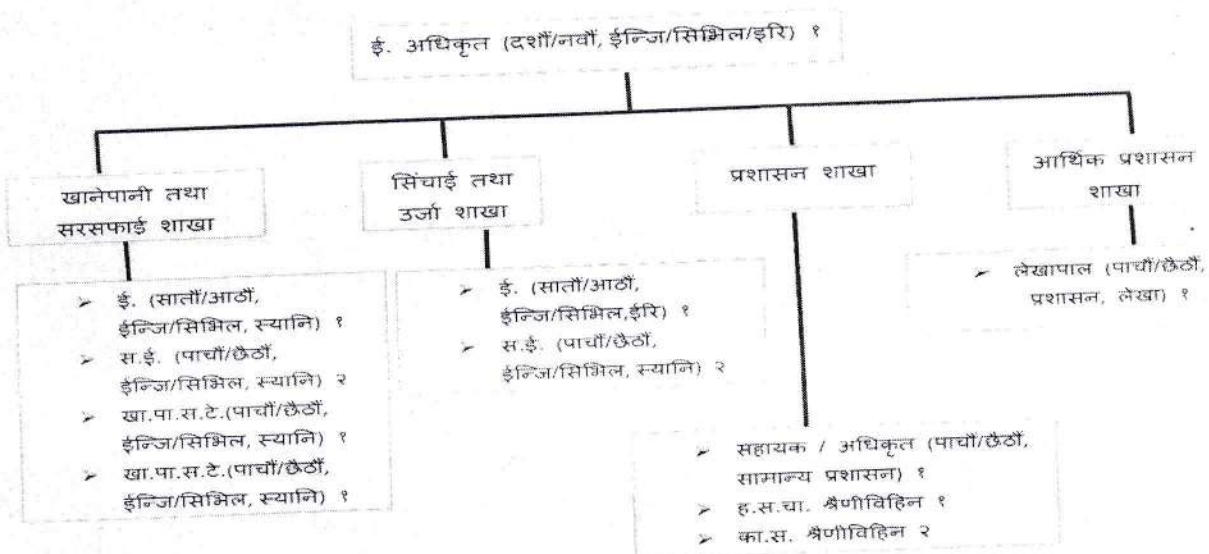 ई. अधिकृत (दशौं/नवौं, ईन्जि/सिभिल/इरि) १
खानेपानी तथा
सरसफाई शाखा
सिंचाई तथा
उर्जा शाखा
प्रशासन शाखा
आर्थिक प्रशासन
शाखा
➢ ई. (सातौं/आठौं,
ईन्जि/सिभिल, स्यानि) १
➢ स.ई. (पाचौं/छैठौं,
ईन्जि/सिभिल, स्यानि) २
➢ खा.पा.स.टे.(पाचौं/छैठौं,
ईन्जि/सिभिल, स्यानि) १
➢ खा.पा.स.टे.(पाचौं/छैठौं,
ईन्जि/सिभिल, स्यानि) १
➢ ई. (सातौं/आठौं,
ईन्जि/सिभिल,ईरि) १
➢ स.ई. (पाचौं/छैठौं,
ईन्जि/सिभिल, स्यानि) २
➢ सहायक / अधिकृत (पाचौं/छैठौं,
सामान्य प्रशासन) १
➢ ह.स.चा. श्रैणीविहिन १
➢ का.स. श्रैणीविहिन २
➢ लेखापाल (पाचौं/छैठौं,
प्रशासन, लेखा) १